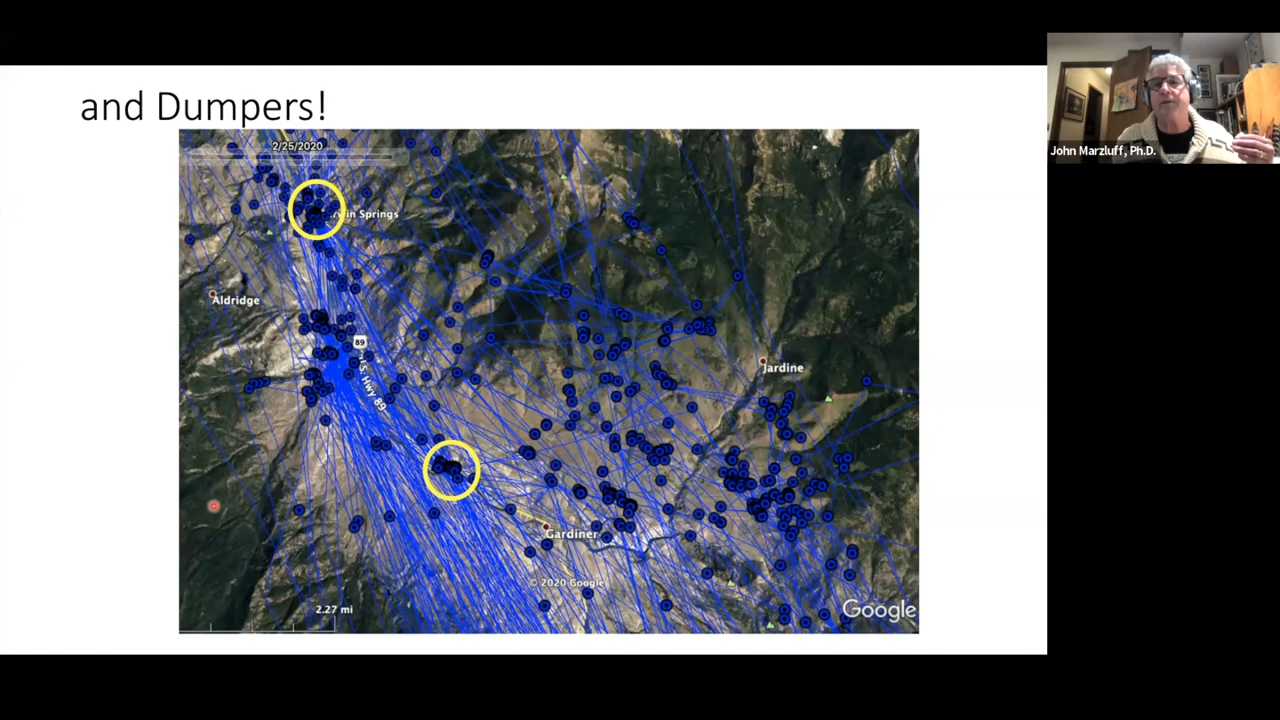 and Dumpers!
2/25/2020
John Marzluff, Ph.D.
win Springs
Aldridge
89
U.S. Hwy 89
Jardine
Gardiner
© 2020 Google
2.27 mi
Google